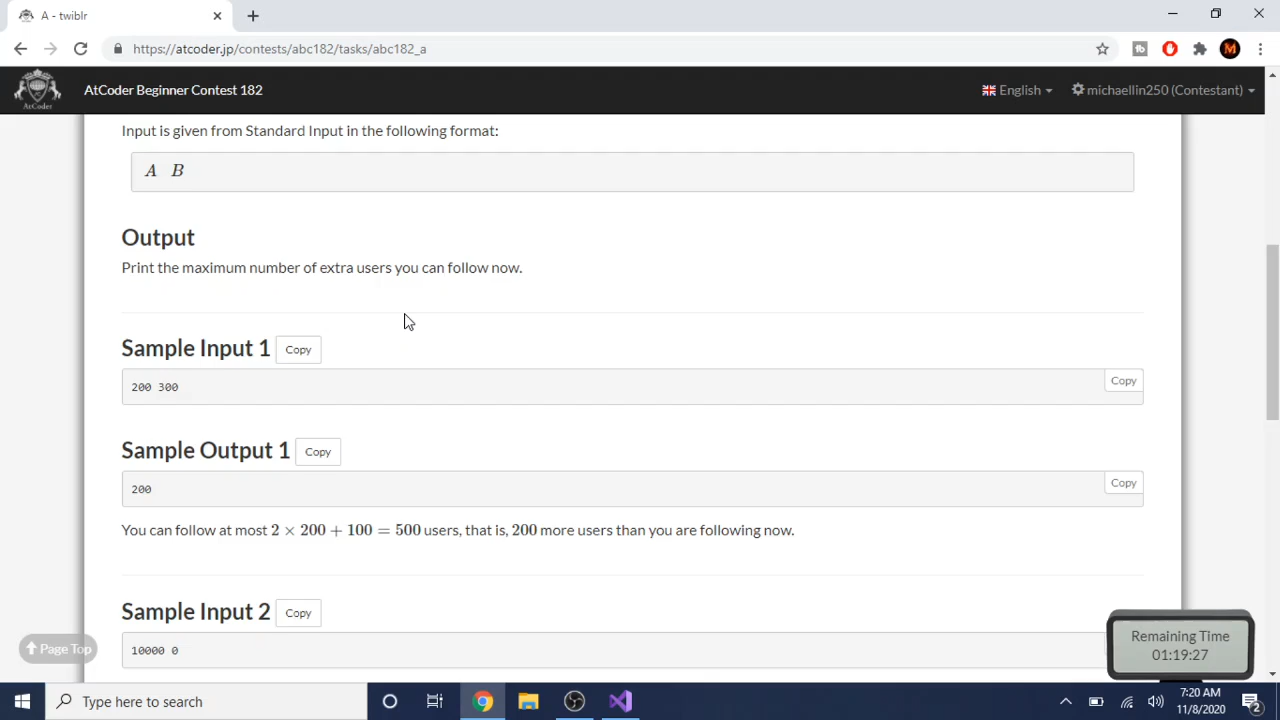 A - twiblr
https://atcoder.jp/contests/abc182/tasks/abc182_a
M
AtCoder
AtCoder Beginner Contest 182
English
michaellin250 (Contestant)
Input is given from Standard Input in the following format:
A B
Output
Print the maximum number of extra users you can follow now.
Sample Input 1
Copy
Copy
200 300
Sample Output 1
Copy
Copy
200
You can follow at most 2 × 200 + 100 = 500 users, that is, 200 more users than you are following now.
Sample Input 2
Copy
10000 0
Page Top
Remaining Time
01:19:27
Type here to search
7:20 AM
11/8/2020
2